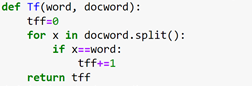 def Tf(word, docword):
    tff=0
    for x in docword.split():
        if x==word:
            tff+=1
    return tff